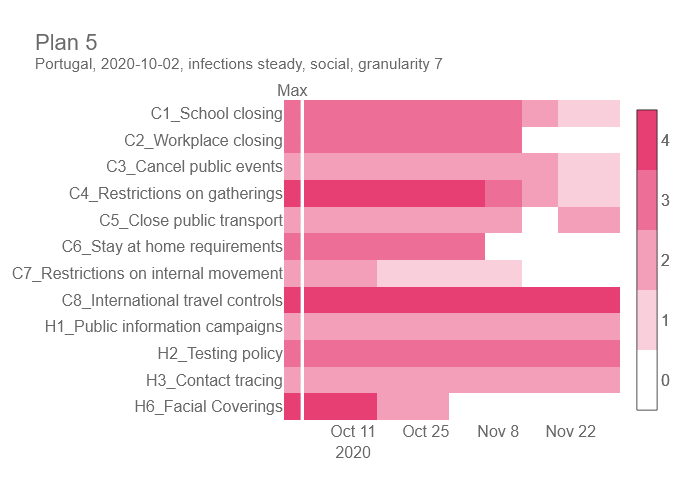 Plan 5
Portugal, 2020-10-02, infections steady, social, granularity 7
Max
C1_School closing
C2_Workplace closing
C3_Cancel public events
C4_Restrictions on gatherings
C5_Close public transport
C6_Stay at home requirements
C7_Restrictions on internal movement
C8_International travel controls
H1_Public information campaigns
H2_Testing policy
H3_Contact tracing
H6_Facial Coverings
4
3
2
1
0
Oct 11 Oct 25 Nov 8 Nov 22
2020